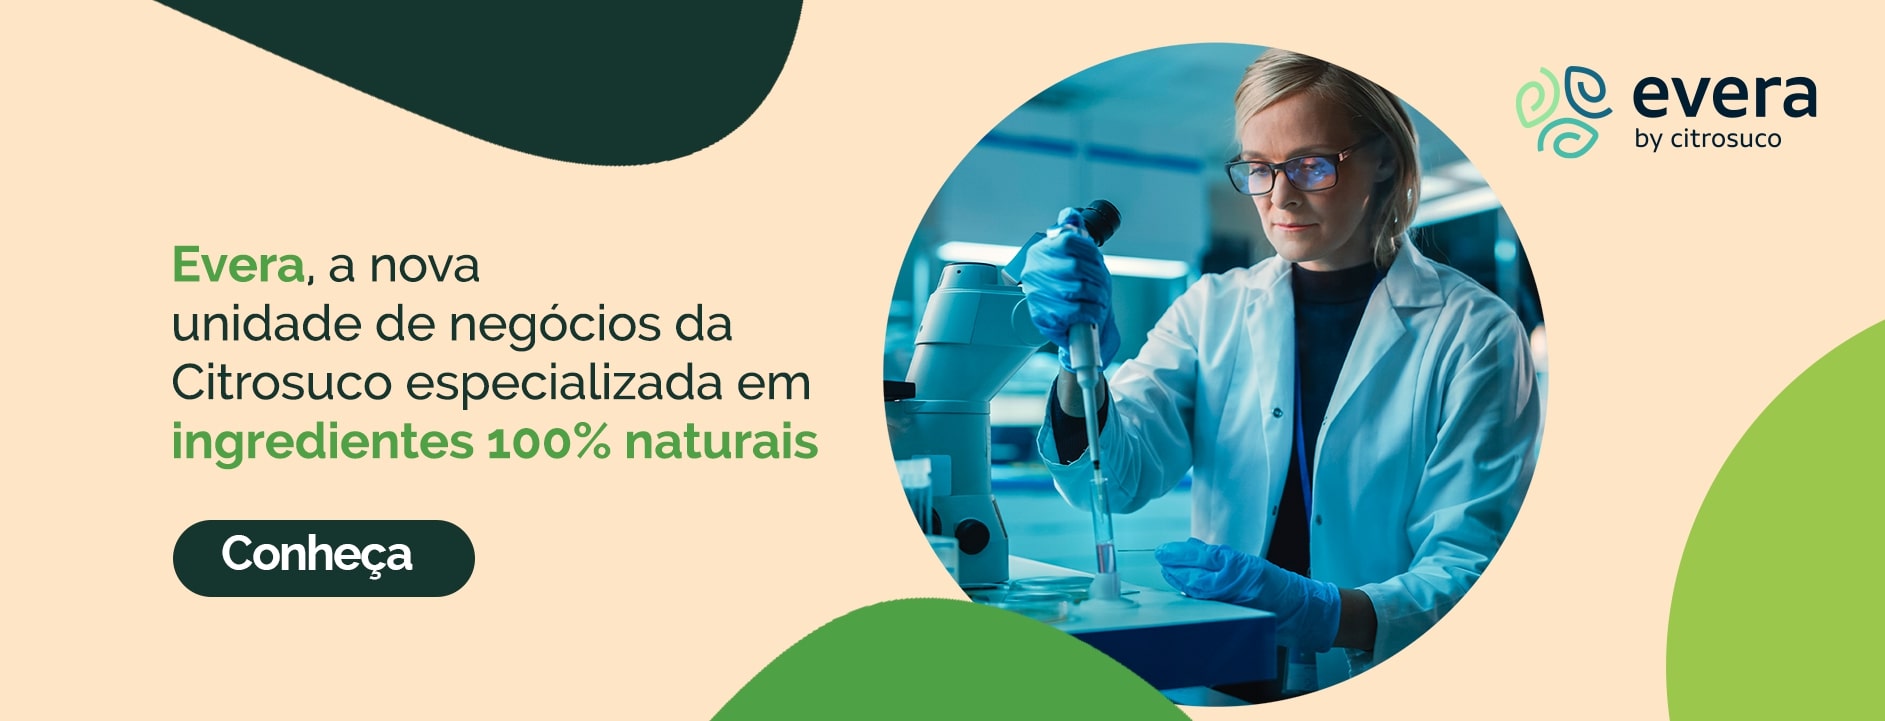 evera
by citrosuco
Evera, a nova
unidade de negócios da
Citrosuco especializada em
ingredientes 100% naturais
Conheça